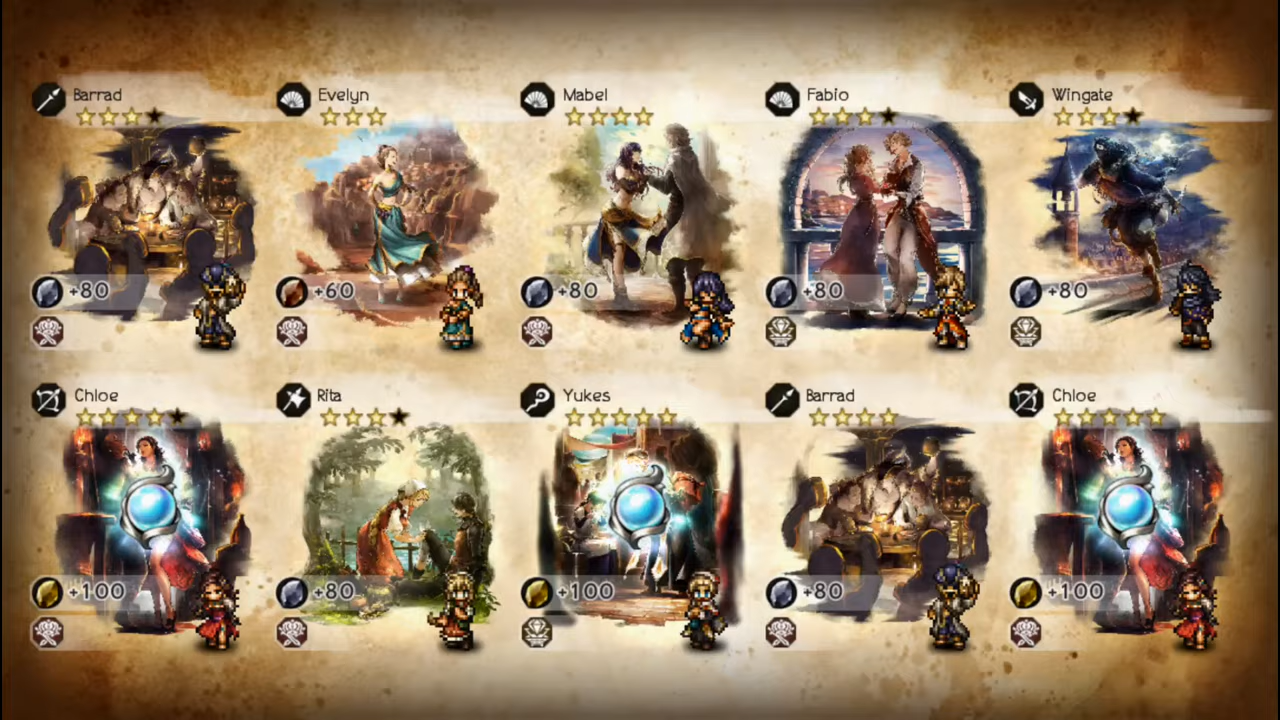 Barrad
Evelyn
Mabel
Fabio
Wingate
+80
+60
+80
+80
+80
Chloe
Rita
Yukes
Barrad
Chloe
+100
+80
+100
+80
+100